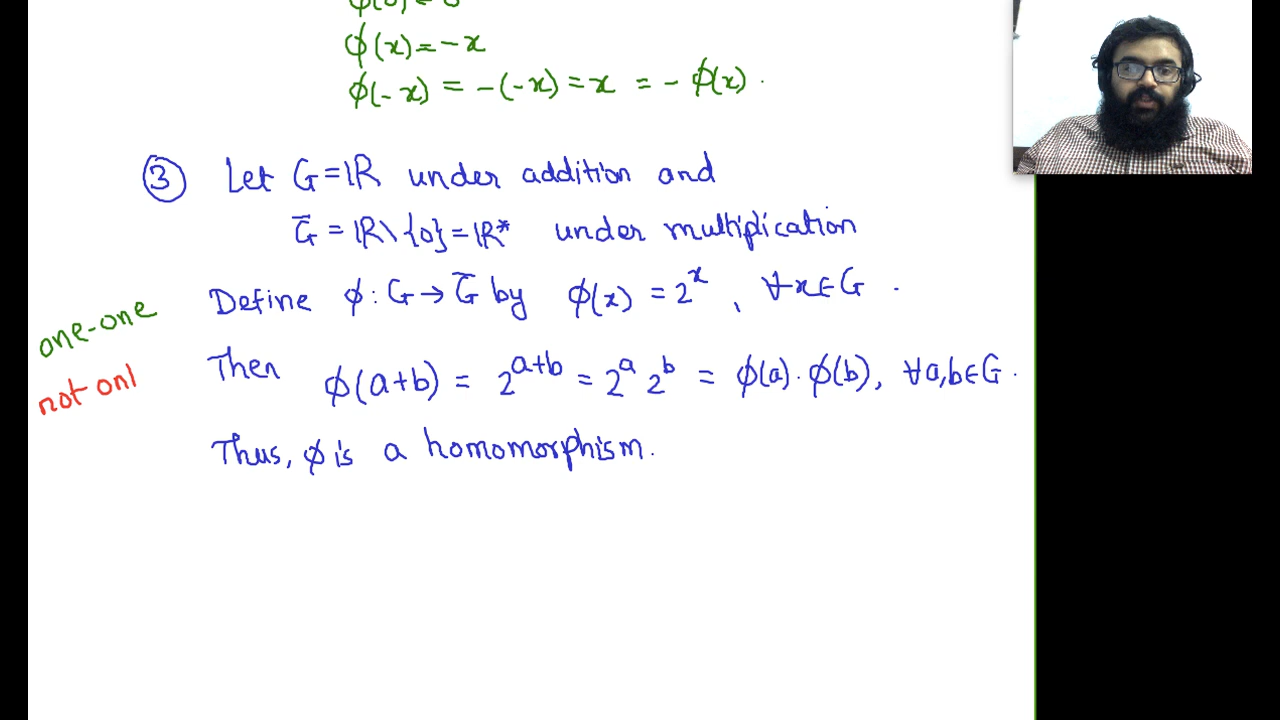 ϕ(x) = -x
ϕ(-x) = -(-x) = x = -ϕ(x).
③ Let G = ℝ under addition and
G̅ = ℝ\{0} = ℝ* under multiplication
Define ϕ : G → G̅ by ϕ(x) = 2^x, ∀x∈G.
one-one
Then ϕ(a+b) = 2^{a+b} = 2^a 2^b = ϕ(a)·ϕ(b), ∀a,b∈G.
not onl
Thus, ϕ is a homomorphism.